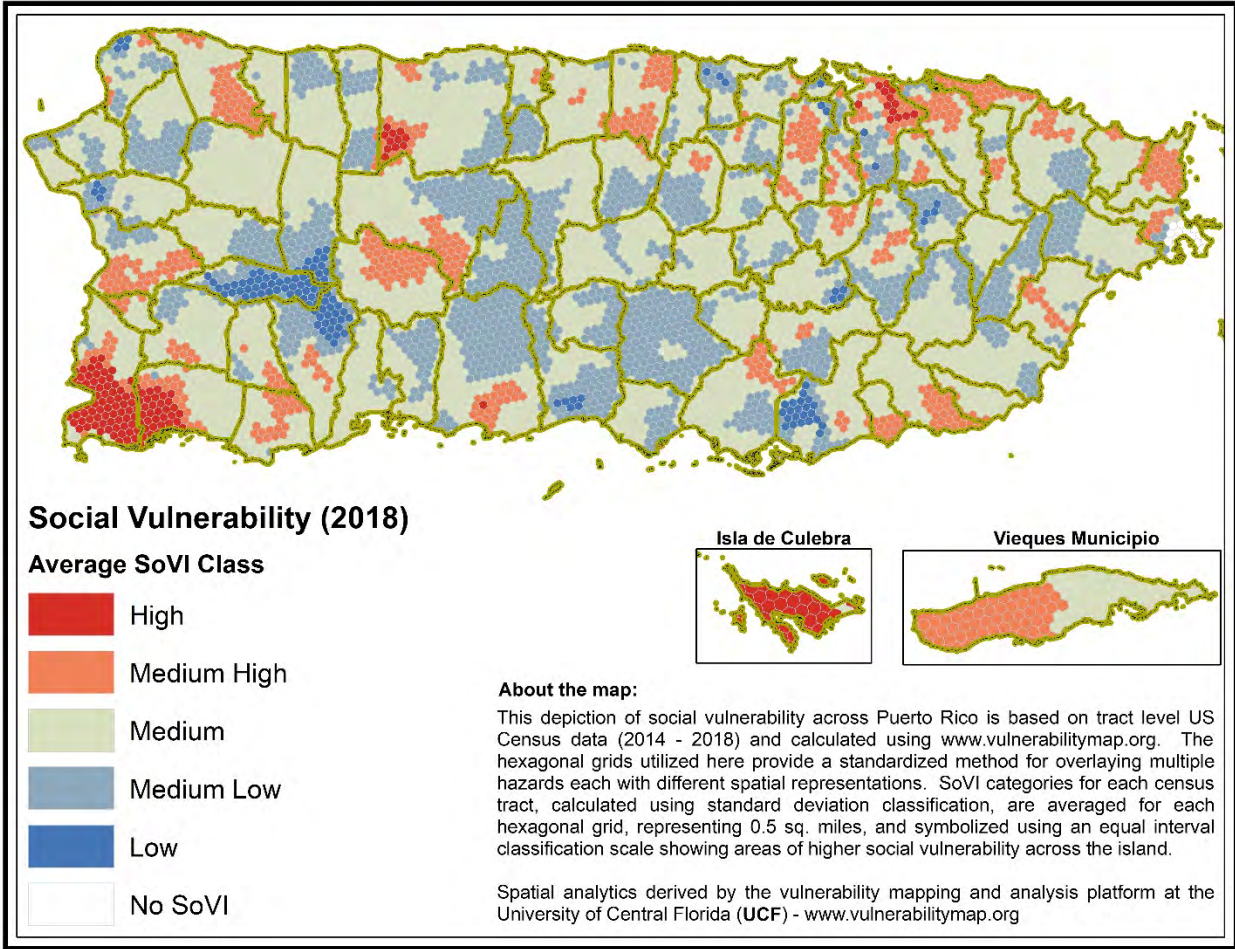 Social Vulnerability (2018)
Average SoVI Class
High
Medium High
Medium
Medium Low
Low
No SoVI
Isla de Culebra
Vieques Municipio
About the map:
This depiction of social vulnerability across Puerto Rico is based on tract level US
Census data (2014 - 2018) and calculated using www.vulnerabilitymap.org. The
hexagonal grids utilized here provide a standardized method for overlaying multiple
hazards each with different spatial representations. SoVI categories for each census
tract, calculated using standard deviation classification, are averaged for each
hexagonal grid, representing 0.5 sq. miles, and symbolized using an equal interval
classification scale showing areas of higher social vulnerability across the island.
Spatial analytics derived by the vulnerability mapping and analysis platform at the
University of Central Florida (UCF) - www.vulnerabilitymap.org